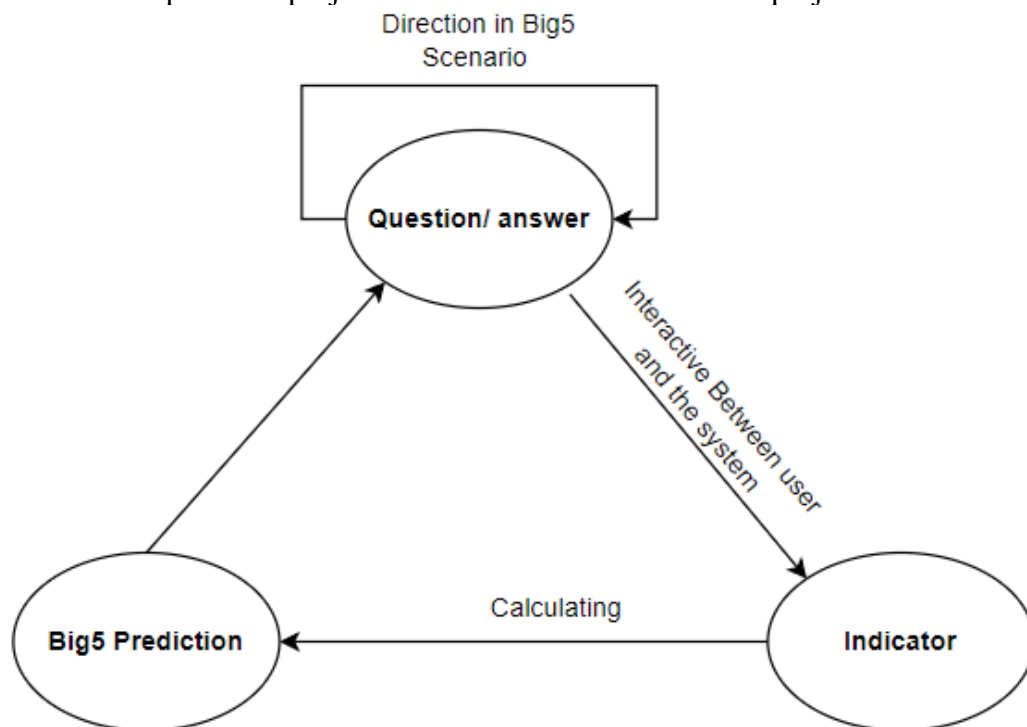 Direction in Big5
Scenario
Question/ answer
Interactive Between user
and the system
Calculating
Big5 Prediction
Indicator